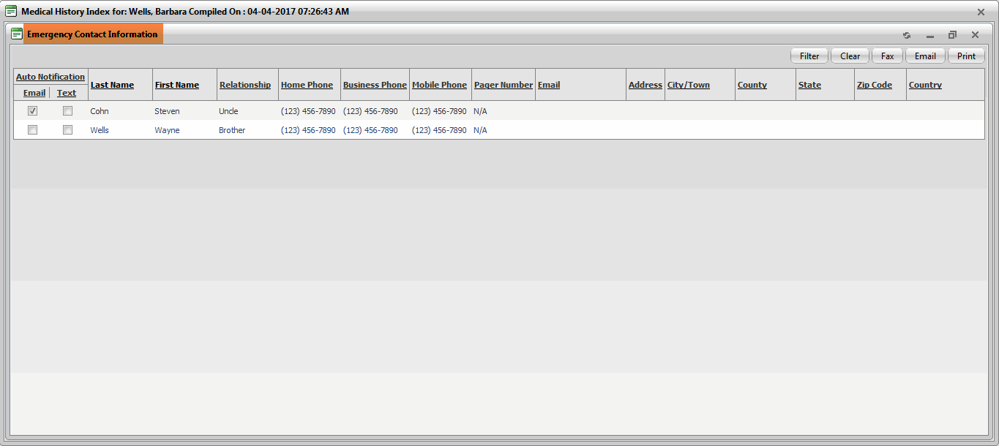 Medical History Index for: Wells, Barbara Compiled On : 04-04-2017 07:26:43 AM
Emergency Contact Information
Filter Clear Fax Email Print
Auto Notification
Email Text Last Name First Name Relationship Home Phone Business Phone Mobile Phone Pager Number Email Address City/Town County State Zip Code Country
Cohn Steven Uncle (123) 456-7890 (123) 456-7890 (123) 456-7890 N/A
Wells Wayne Brother (123) 456-7890 (123) 456-7890 (123) 456-7890 N/A